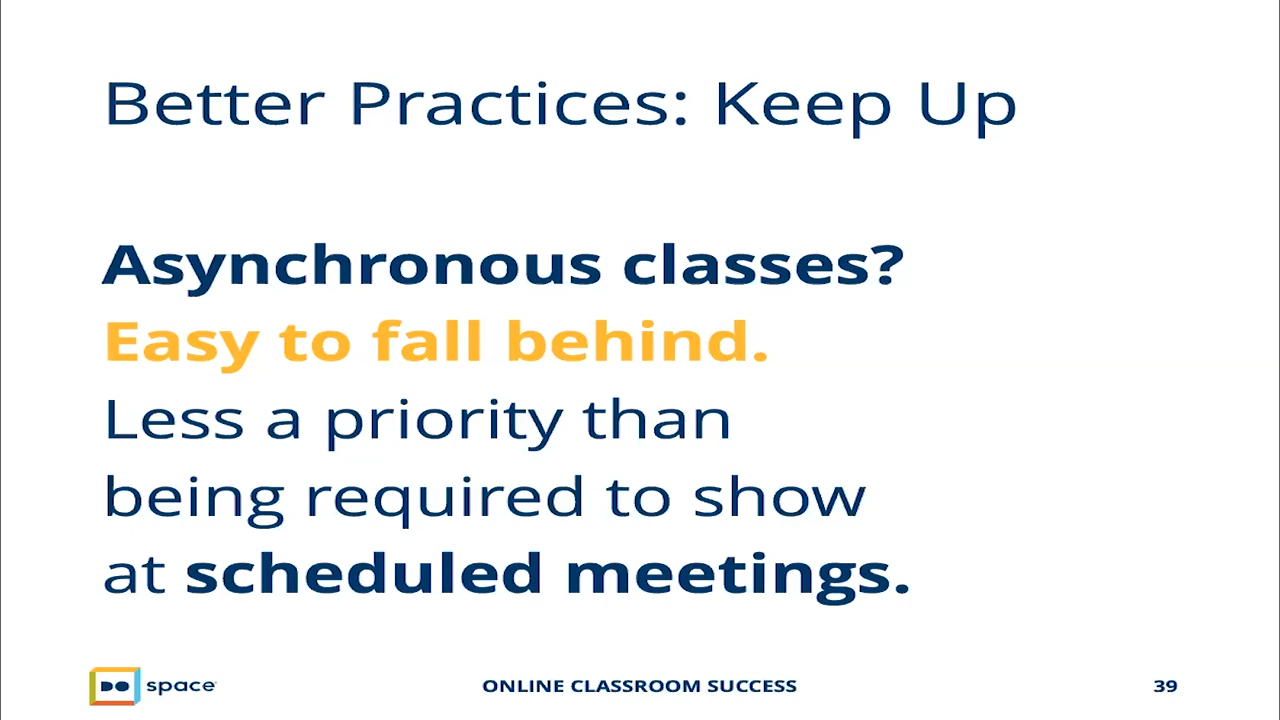 Better Practices: Keep Up
Asynchronous classes?
Easy to fall behind.
Less a priority than
being required to show
at scheduled meetings.
DO space
ONLINE CLASSROOM SUCCESS
39